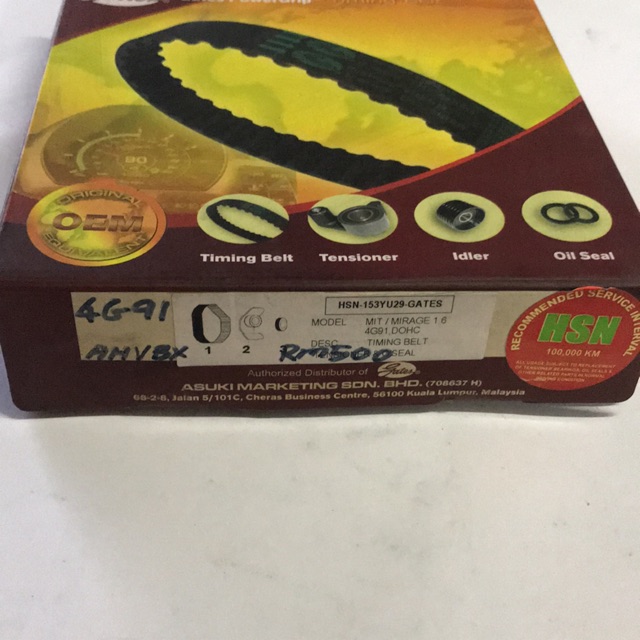 80
ORIGINAL
OEM
EQUIVALENT
Timing Belt
Tensioner
Idler
Oil Seal
4G-91
HSN-153YU29-GATES
MODEL MIT / MIRAGE 1.6
4G91,DOHC
DESC TIMING BELT
SEAL
1 2
RM500
Authorized Distributor of Gates
ASUKI MARKETING SDN. BHD. (708637 H)
68-2-6, Jalan 5/101C, Cheras Business Centre, 56100 Kuala Lumpur, Malaysia
RECOMMENDED SERVICE INTERVAL
HSN
100,000 KM